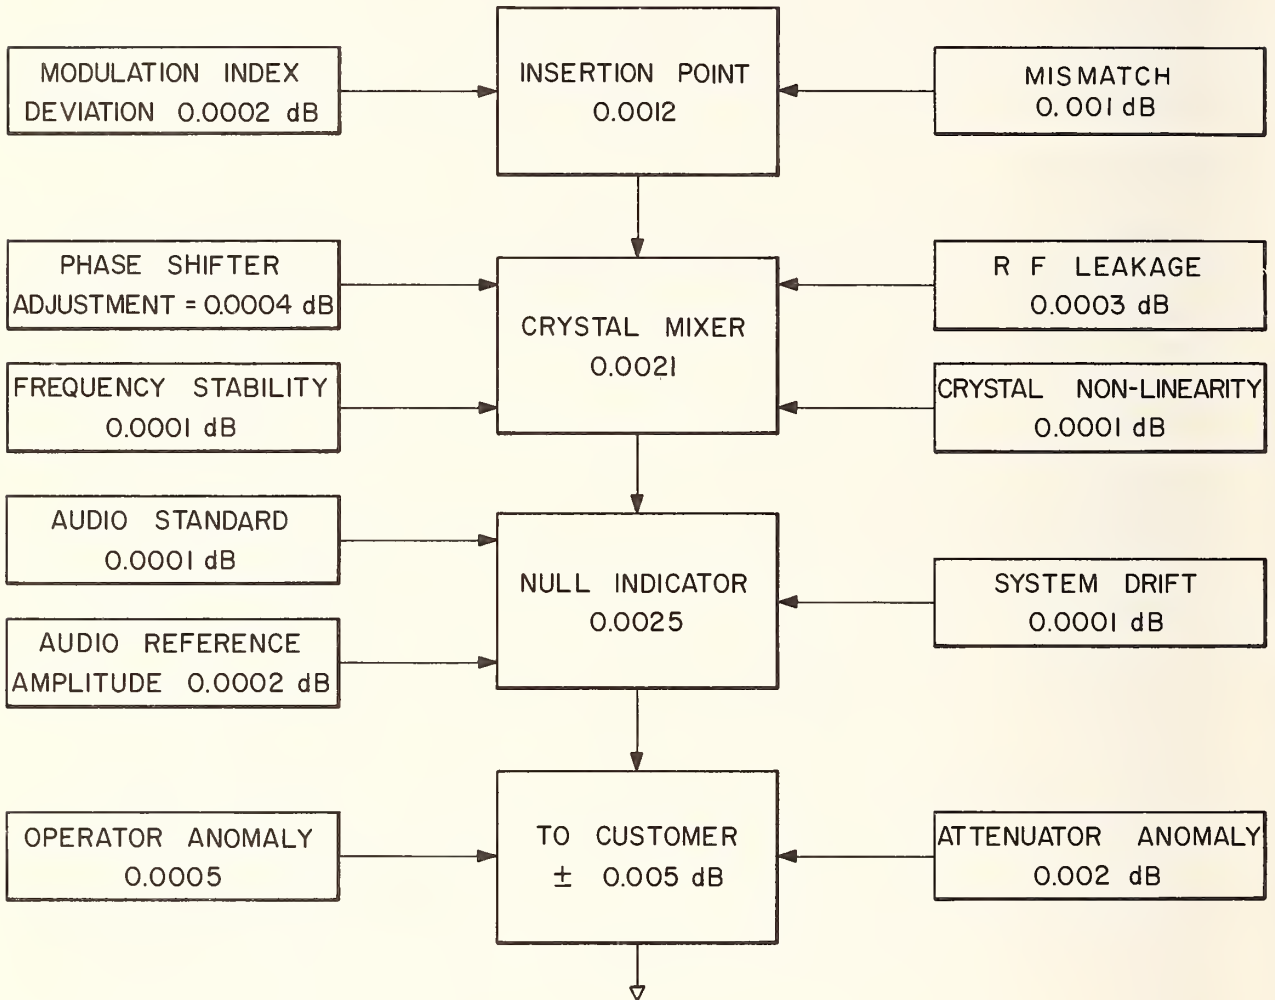 MODULATION INDEX
DEVIATION 0.0002 dB
INSERTION POINT
0.0012
MISMATCH
0.001 dB
PHASE SHIFTER
ADJUSTMENT = 0.0004 dB
CRYSTAL MIXER
0.0021
R F LEAKAGE
0.0003 dB
FREQUENCY STABILITY
0.0001 dB
CRYSTAL NON-LINEARITY
0.0001 dB
AUDIO STANDARD
0.0001 dB
NULL INDICATOR
0.0025
SYSTEM DRIFT
0.0001 dB
AUDIO REFERENCE
AMPLITUDE 0.0002 dB
OPERATOR ANOMALY
0.0005
TO CUSTOMER
± 0.005 dB
ATTENUATOR ANOMALY
0.002 dB